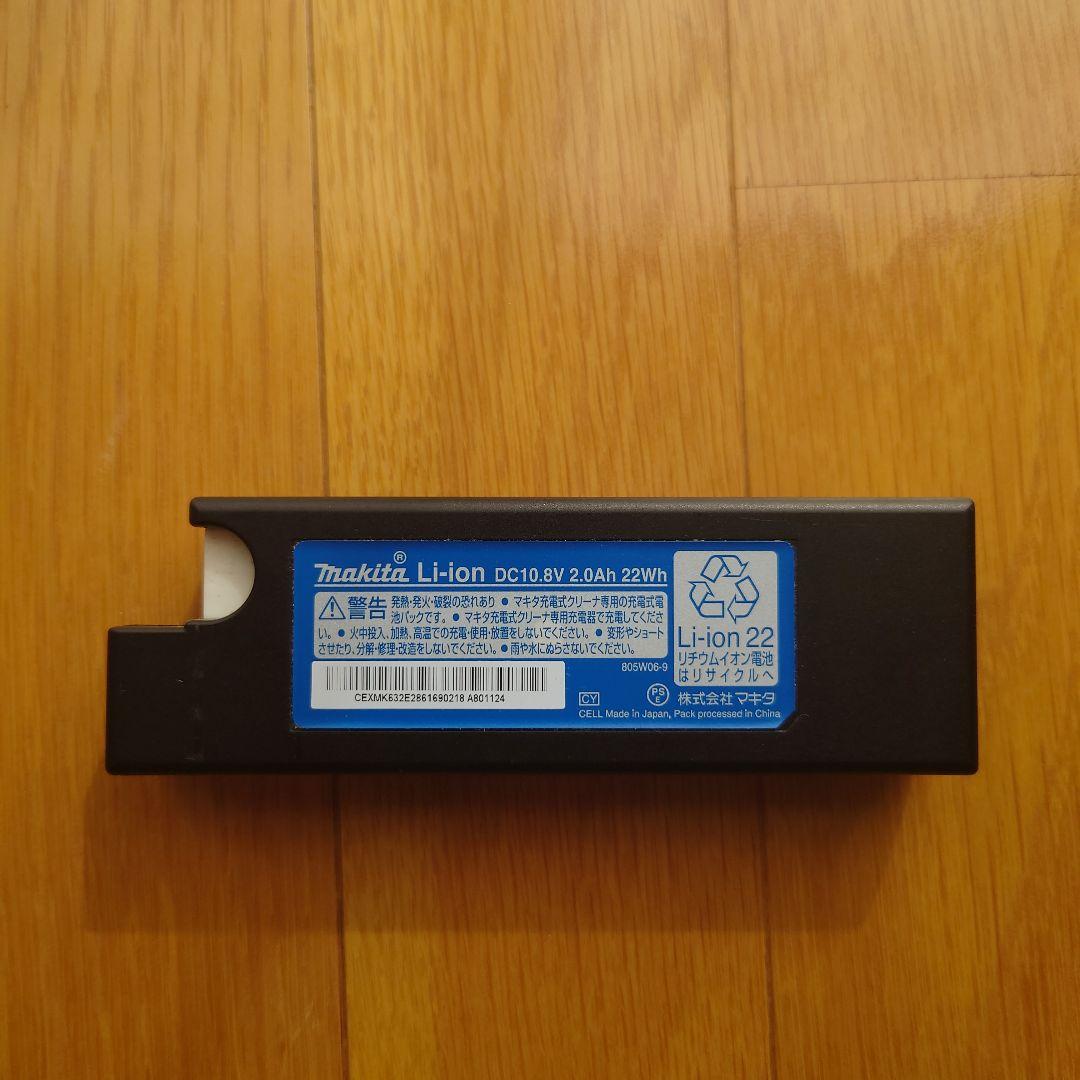 makita® Li-ion DC10.8V 2.0Ah 22Wh
警告 発熱・発火・破裂の恐れあり ● マキタ充電式クリーナ専用の充電式電
池パックです。● マキタ充電式クリーナ専用充電器で充電してくださ
い。● 火中投入、加熱、高温での充電・使用・放置をしないでください。● 変形やショート
させたり、分解・修理・改造をしないでください。● 雨や水にぬらさないでください。
805W06-9
CEXMK632E2861690218 A801124
Li-ion 22
リチウムイオン電池
はリサイクルへ
CY PSE 株式会社 マキタ
CELL Made in Japan, Pack processed in China